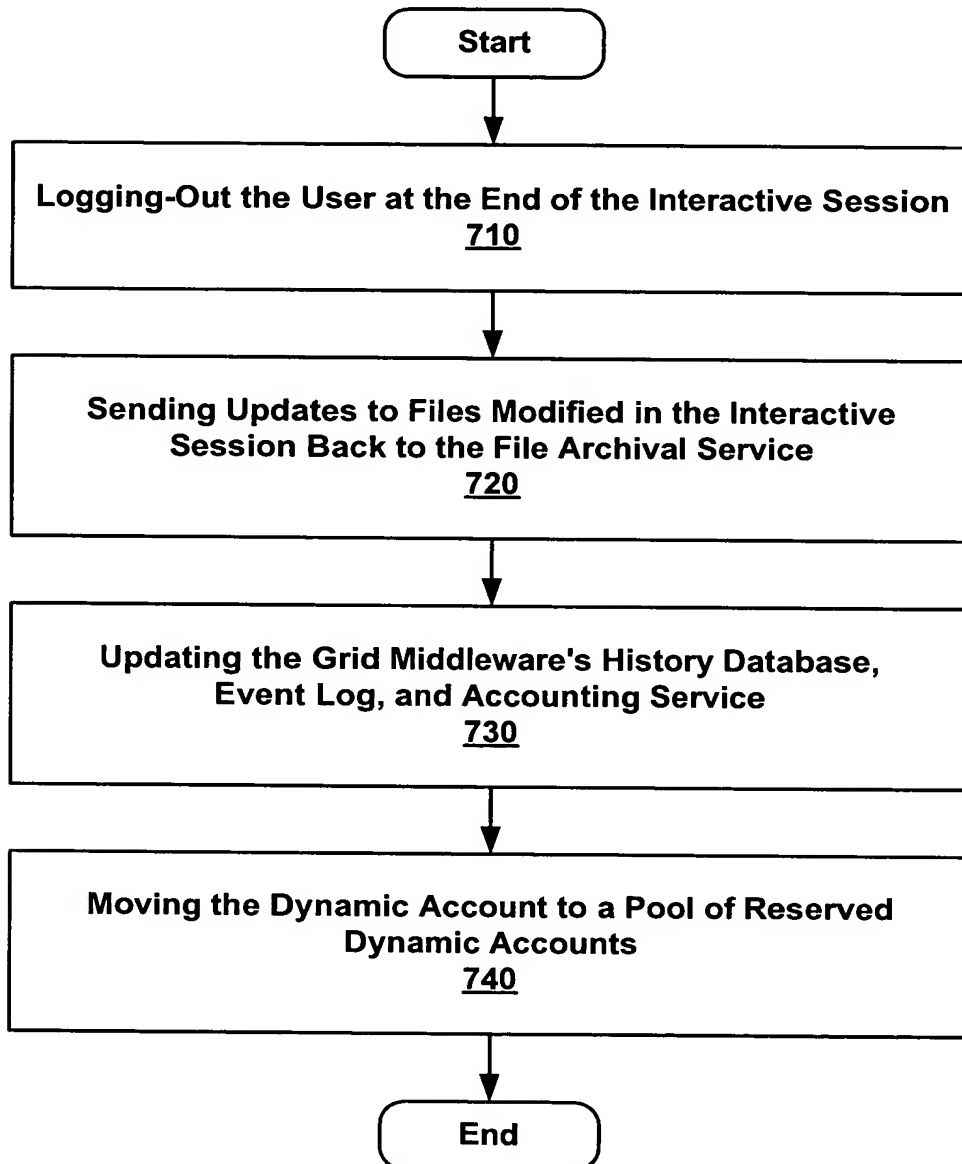 Start
Logging-Out the User at the End of the Interactive Session
710
Sending Updates to Files Modified in the Interactive
Session Back to the File Archival Service
720
Updating the Grid Middleware's History Database,
Event Log, and Accounting Service
730
Moving the Dynamic Account to a Pool of Reserved
Dynamic Accounts
740
End